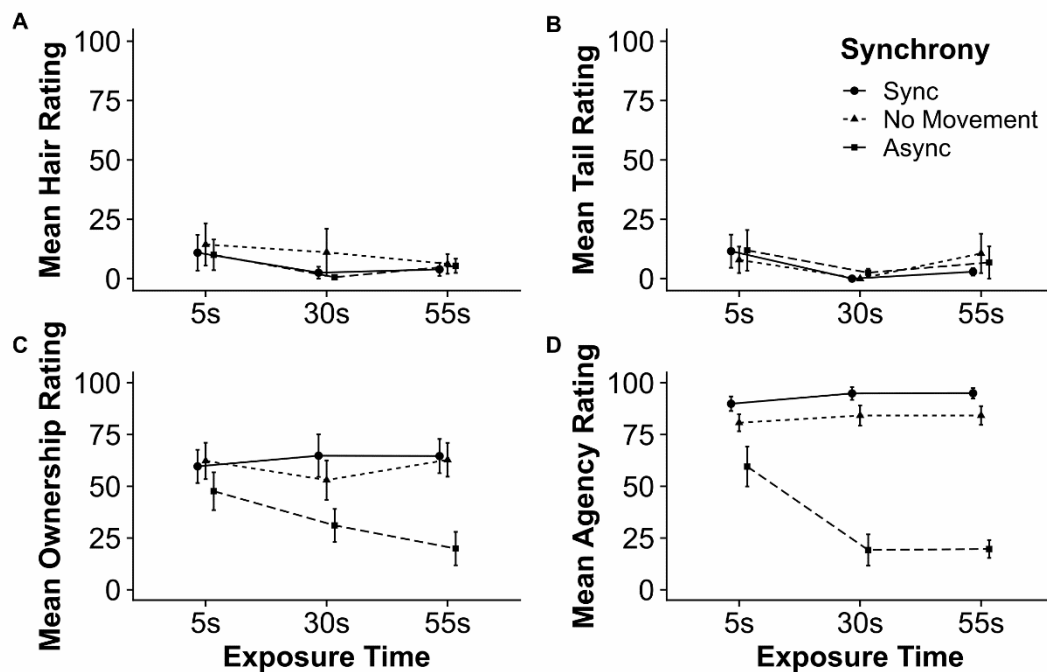 A
Mean Hair Rating
100
75
50
25
0
5s 30s 55s
B
Mean Tail Rating
100
75
50
25
0
5s 30s 55s
Synchrony
Sync
No Movement
Async
C
Mean Ownership Rating
100
75
50
25
0
5s 30s 55s
Exposure Time
D
Mean Agency Rating
100
75
50
25
0
5s 30s 55s
Exposure Time